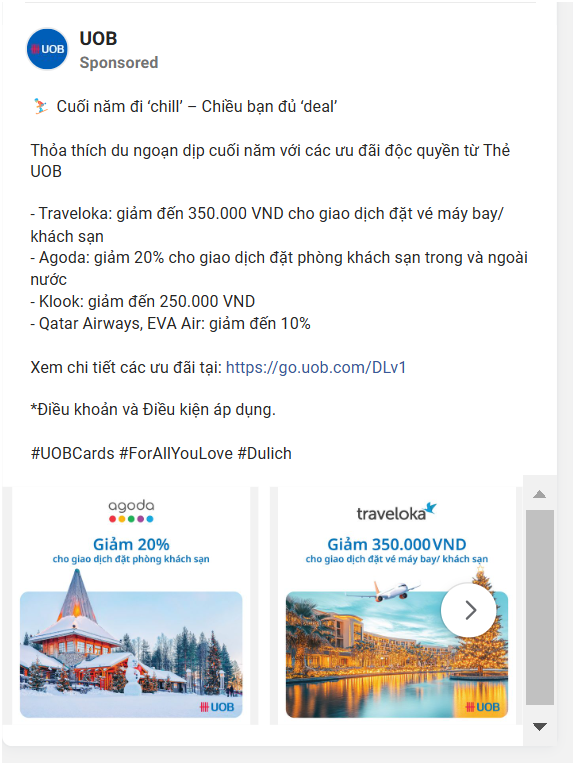 UOB
UOB
Sponsored
Cuối năm đi ‘chill’ – Chiều bạn đủ ‘deal’
Thỏa thích du ngoạn dịp cuối năm với các ưu đãi độc quyền từ Thẻ
UOB
- Traveloka: giảm đến 350.000 VND cho giao dịch đặt vé máy bay/
khách sạn
- Agoda: giảm 20% cho giao dịch đặt phòng khách sạn trong và ngoài
nước
- Klook: giảm đến 250.000 VND
- Qatar Airways, EVA Air: giảm đến 10%
Xem chi tiết các ưu đãi tại: https://go.uob.com/DLv1
*Điều khoản và Điều kiện áp dụng.
#UOBCards #ForAllYouLove #Dulich
agoda
Giảm 20%
cho giao dịch đặt phòng khách sạn
UOB
traveloka
Giảm 350.000 VND
cho giao dịch đặt vé máy bay/ khách sạn
UOB